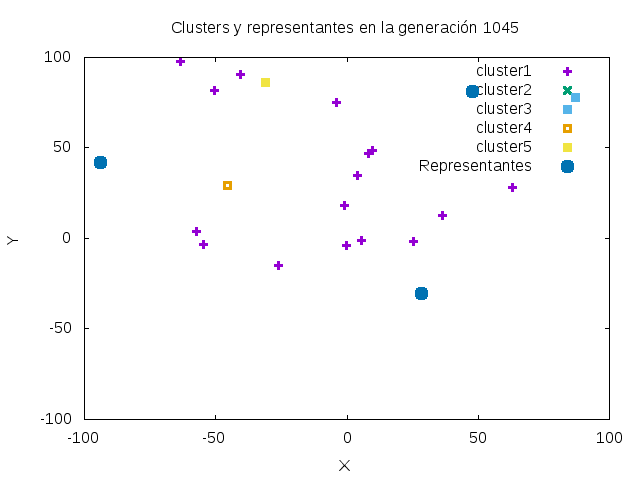 Clusters y representantes en la generación 1045
100
50
0
-50
-100
Y
cluster1
cluster2
cluster3
cluster4
cluster5
Representantes
-100 -50 0 50 100
X